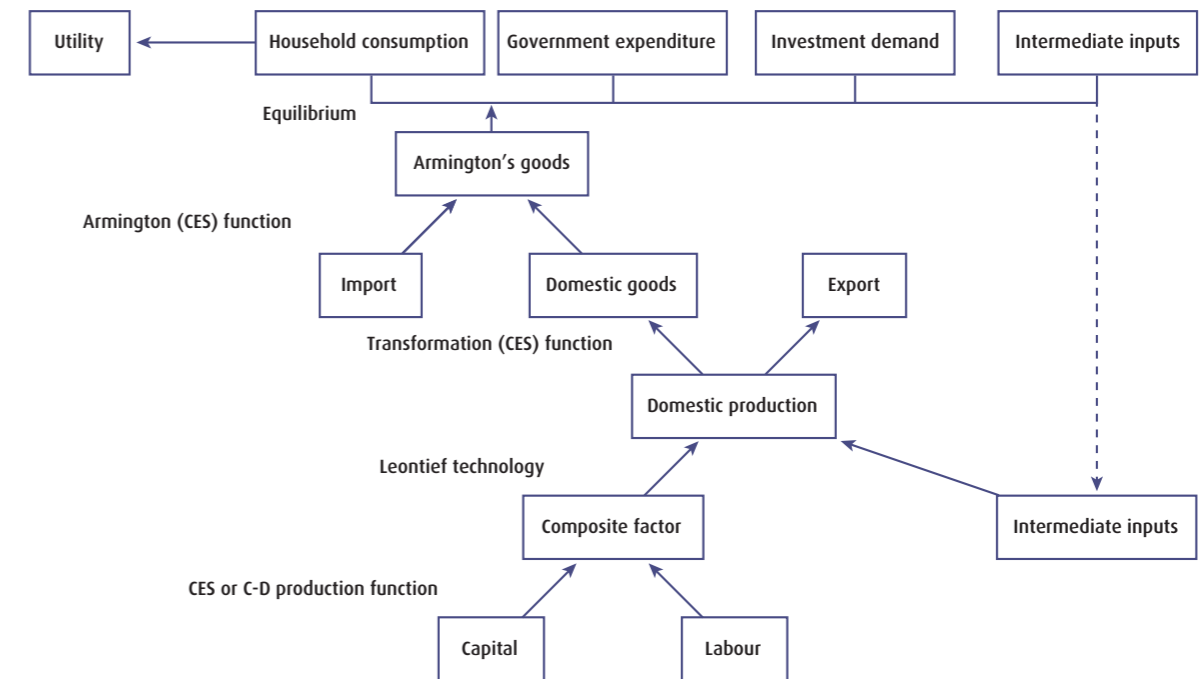 Utility
Household consumption
Government expenditure
Investment demand
Intermediate inputs
Equilibrium
Armington’s goods
Armington (CES) function
Import
Domestic goods
Export
Transformation (CES) function
Domestic production
Leontief technology
Composite factor
Intermediate inputs
CES or C-D production function
Capital
Labour